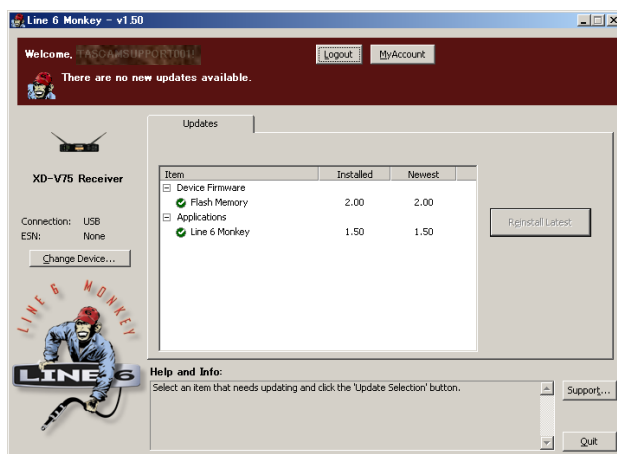 Line 6 Monkey - v1.50
Welcome,
Logout
MyAccount
There are no new updates available.
Updates
XD-V75 Receiver
Connection: USB
ESN: None
Change Device...
Item Installed Newest
Device Firmware
Flash Memory 2.00 2.00
Applications
Line 6 Monkey 1.50 1.50
Reinstall Latest
LINE 6 MONKEY
LINE 6
Help and Info:
Select an item that needs updating and click the 'Update Selection' button.
Support...
Quit